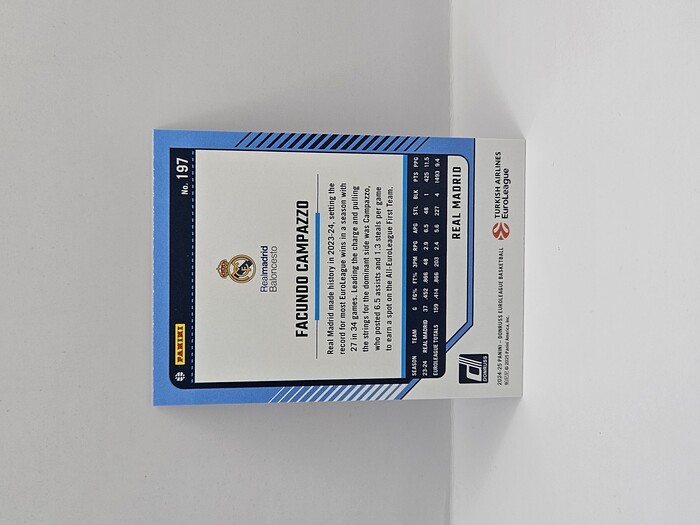 PANINI
No. 197
Realmadrid
Baloncesto
FACUNDO CAMPAZZO
Real Madrid made history in 2023-24, setting the
record for most EuroLeague wins in a season with
27 in 34 games. Leading the charge and pulling
the strings for the dominant side was Campazzo,
who posted 6.5 assists and 1.3 steals per game
to earn a spot on the All-EuroLeague First Team.
SEASON TEAM G FG% FT% 3PM RPG APG STL BLK PTS PPG
23-24 REAL MADRID 37 .452 .866 48 2.9 6.5 48 1 425 11.5
EUROLEAGUE TOTALS 159 .414 .866 203 2.4 5.6 227 4 1493 9.4
REAL MADRID
DONRUSS
TURKISH AIRLINES
EuroLeague
2024-25 PANINI – DONRUSS EUROLEAGUE BASKETBALL
© 2025 Panini America, Inc.